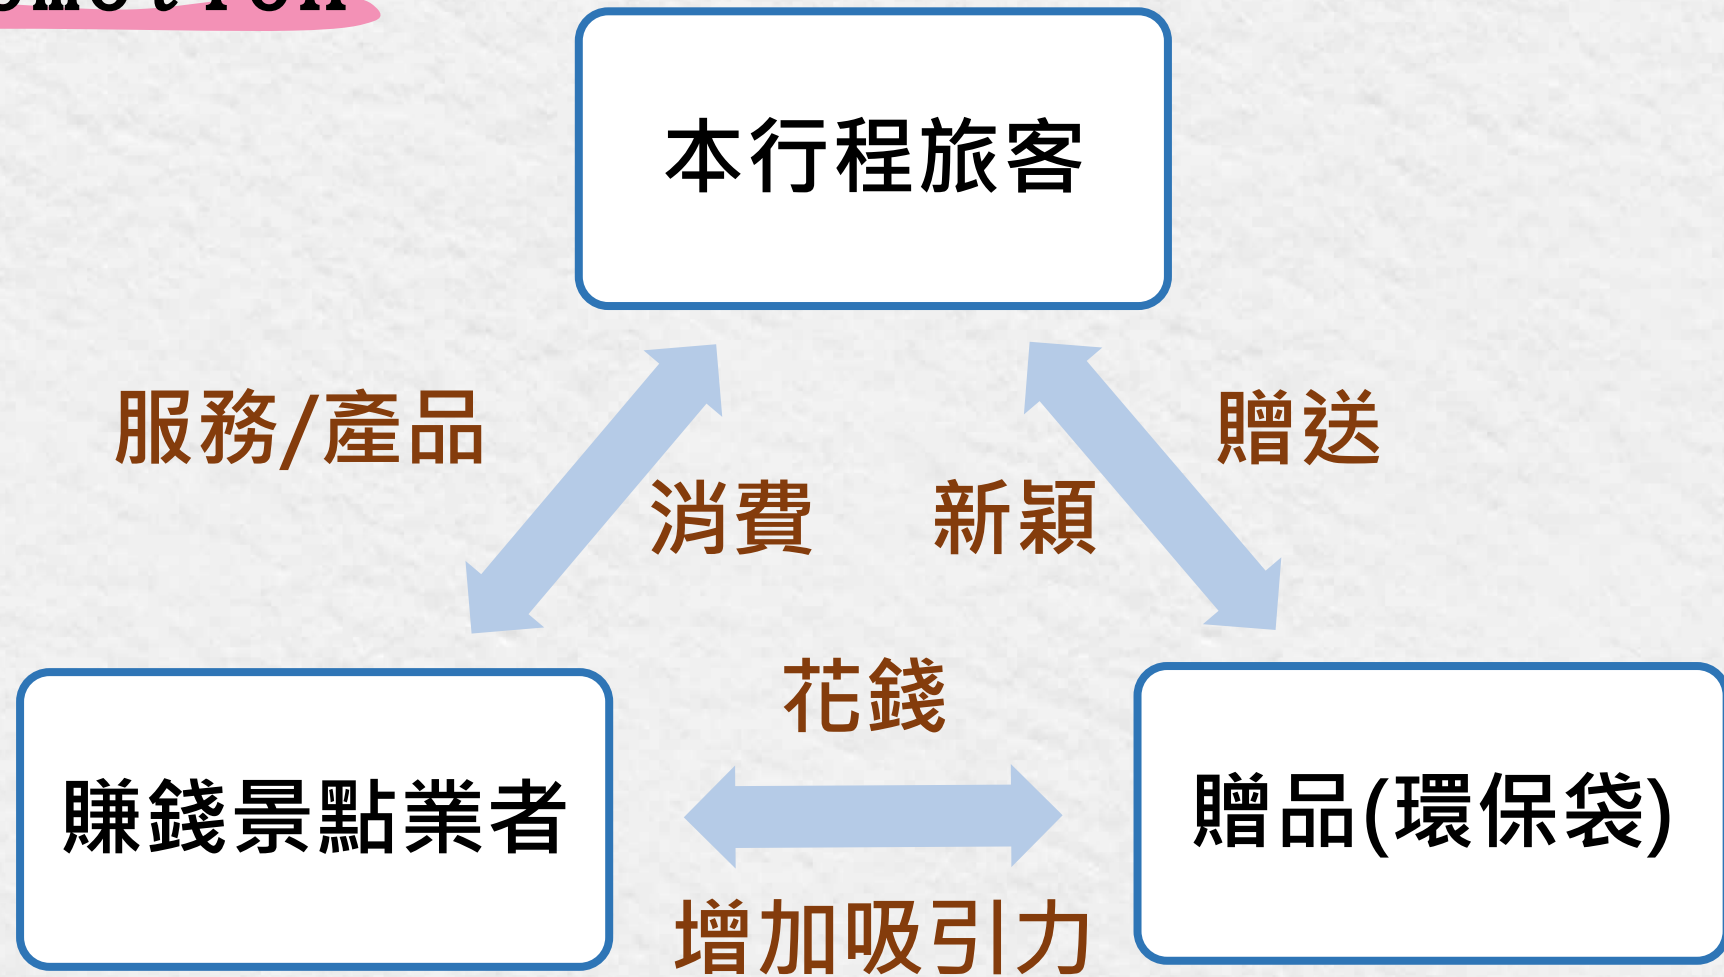 omotion
本行程旅客
服務/產品
贈送
消費
新穎
花錢
賺錢景點業者
贈品(環保袋)
增加吸引力